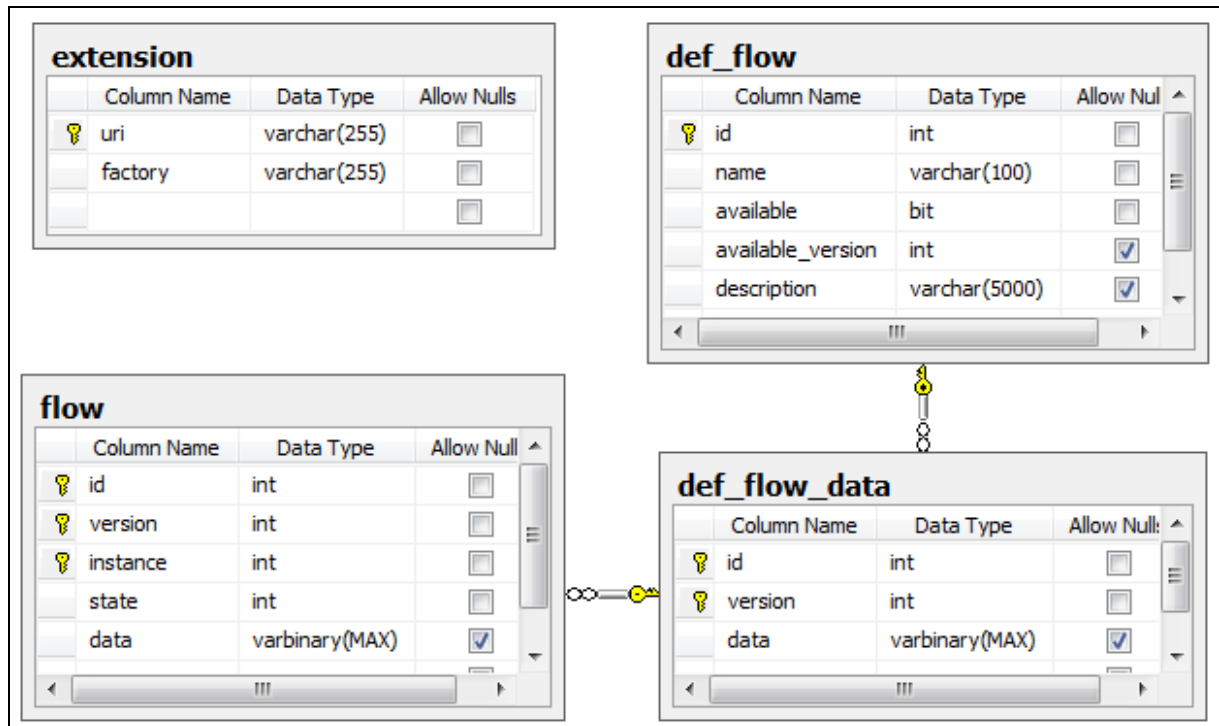 extension
Column Name Data Type Allow Nulls
uri varchar(255)
factory varchar(255)
def_flow
Column Name Data Type Allow Nul
id int
name varchar(100)
available bit
available_version int
description varchar(5000)
flow
Column Name Data Type Allow Null
id int
version int
instance int
state int
data varbinary(MAX)
def_flow_data
Column Name Data Type Allow Nulls
id int
version int
data varbinary(MAX)